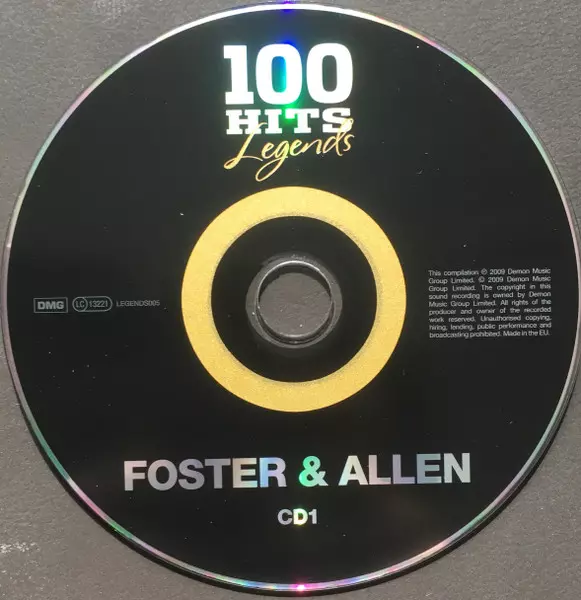 100
HITS
Legends
DMG
LC 13221
LEGENDS005
This compilation ℗ 2009 Demon Music
Group Limited. © 2009 Demon Music
Group Limited. The copyright in this
sound recording is owned by Demon
Music Group Limited. All rights of the
producer and owner of the recorded
work reserved. Unauthorised copying,
hiring, lending, public performance and
broadcasting prohibited. Made in the EU.
FOSTER & ALLEN
CD1